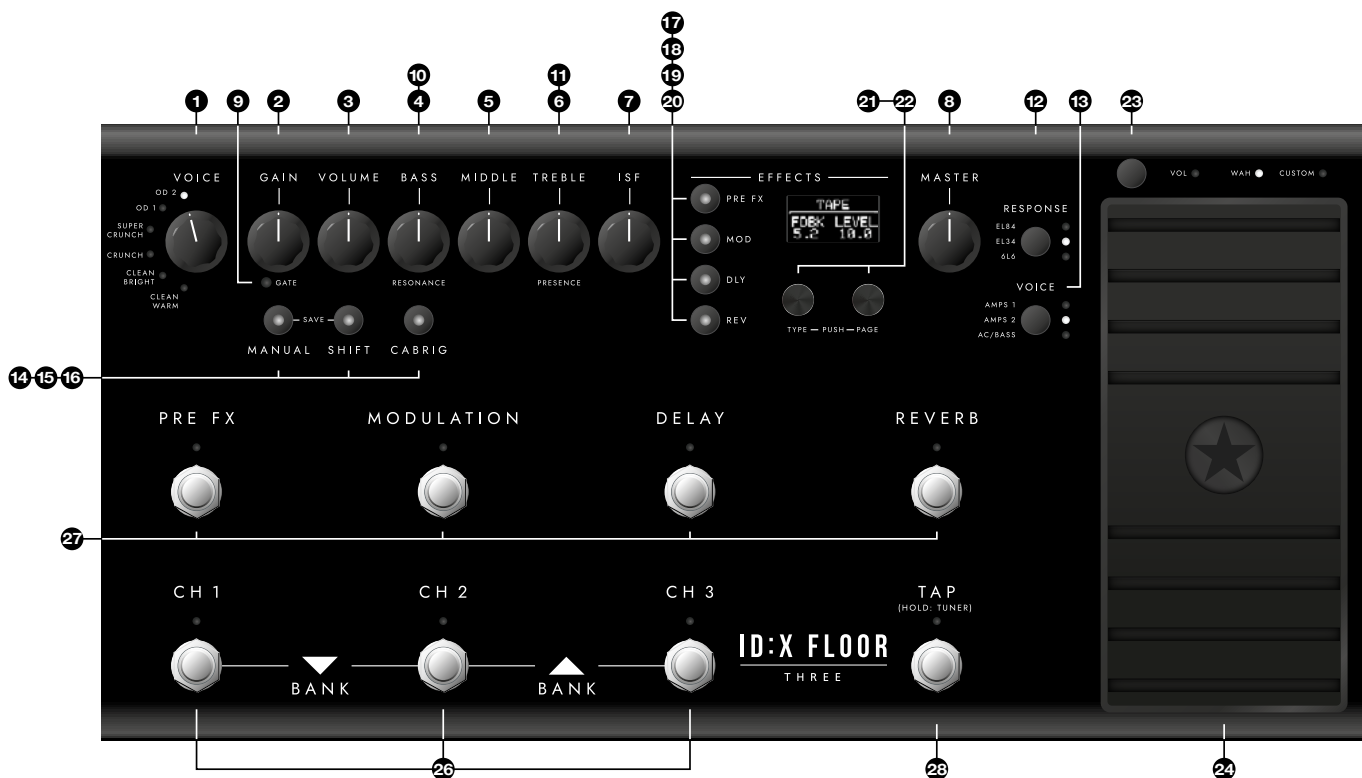 17
18
10 11 19
1 9 2 3 4 5 6 7 20 21 22 8 12 13 23
VOICE
OD 2
OD 1
SUPER
CRUNCH
CRUNCH
CLEAN
BRIGHT
CLEAN
WARM
GAIN
GATE
VOLUME
BASS
RESONANCE
MIDDLE
TREBLE
PRESENCE
ISF
MANUAL
SAVE
SHIFT
CABRIG
EFFECTS
PRE FX
MOD
DLY
REV
TAPE
FDBK LEVEL
5.2 10.0
TYPE PUSH PAGE
MASTER
RESPONSE
EL84
EL34
6L6
VOICE
AMPS 1
AMPS 2
AC/BASS
VOL WAH CUSTOM
14 15 16
PRE FX MODULATION DELAY REVERB
27
CH 1 CH 2 CH 3 TAP
(HOLD: TUNER)
BANK BANK
ID:X FLOOR
THREE
26 28 24